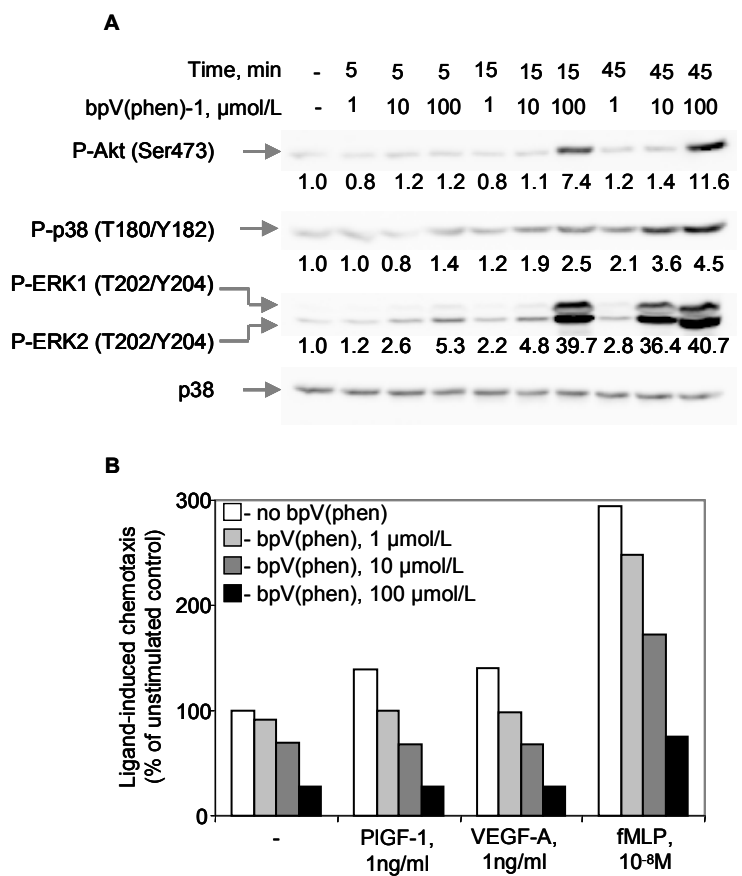 A
Time, min - 5 5 5 15 15 15 45 45 45
bpV(phen)-1, μmol/L - 1 10 100 1 10 100 1 10 100
P-Akt (Ser473)
1.0 0.8 1.2 1.2 0.8 1.1 7.4 1.2 1.4 11.6
P-p38 (T180/Y182)
1.0 1.0 0.8 1.4 1.2 1.9 2.5 2.1 3.6 4.5
P-ERK1 (T202/Y204)
P-ERK2 (T202/Y204)
1.0 1.2 2.6 5.3 2.2 4.8 39.7 2.8 36.4 40.7
p38
B
Ligand-induced chemotaxis
(% of unstimulated control)
300
200
100
0
- no bpV(phen)
- bpV(phen), 1 μmol/L
- bpV(phen), 10 μmol/L
- bpV(phen), 100 μmol/L
- PlGF-1, VEGF-A, fMLP,
1ng/ml 1ng/ml 10⁻⁸M